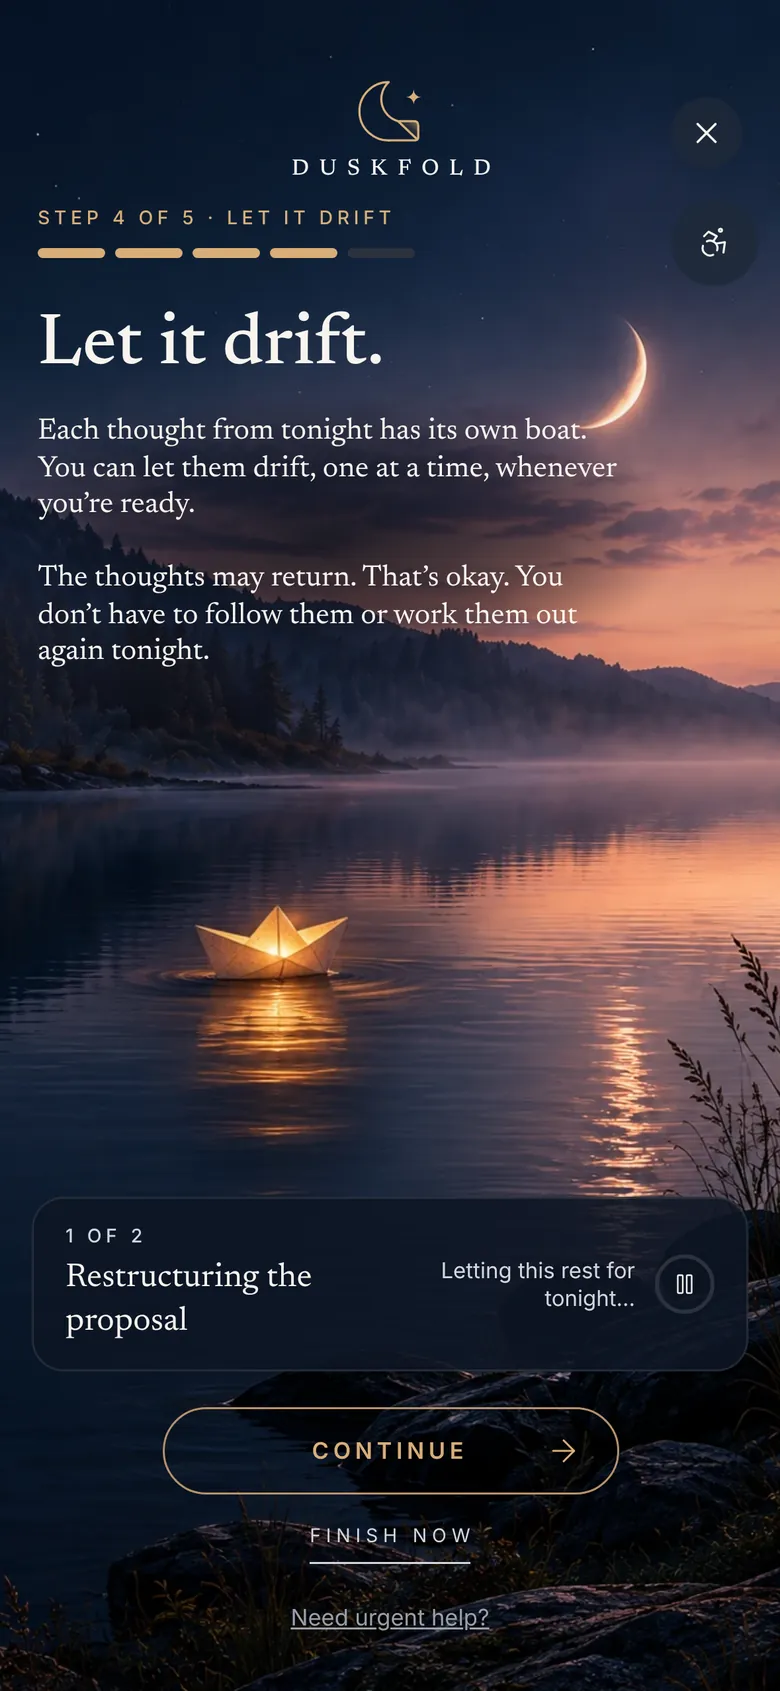 DUSKFOLD
STEP 4 OF 5 · LET IT DRIFT
Let it drift.
Each thought from tonight has its own boat.
You can let them drift, one at a time, whenever
you’re ready.
The thoughts may return. That’s okay. You
don’t have to follow them or work them out
again tonight.
1 OF 2
Restructuring the
proposal
Letting this rest for
tonight...
CONTINUE
FINISH NOW
Need urgent help?